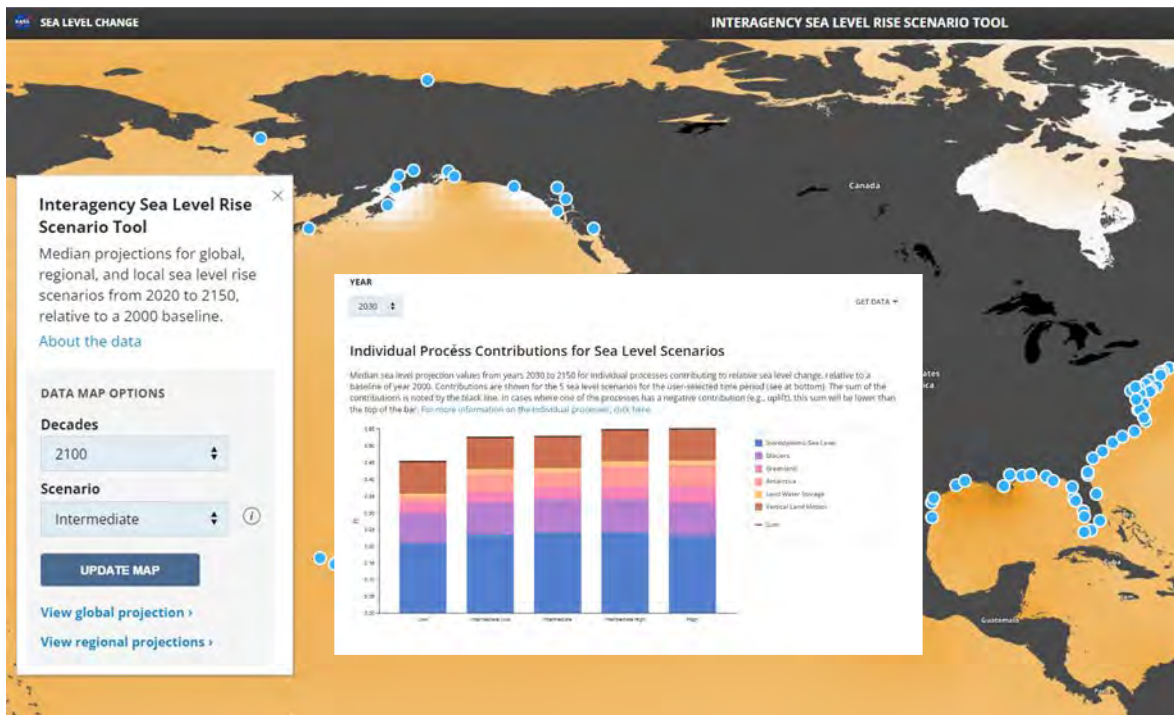 NASA
SEA LEVEL CHANGE
INTERAGENCY SEA LEVEL RISE SCENARIO TOOL
Canada
Interagency Sea Level Rise
Scenario Tool
Median projections for global,
regional, and local sea level rise
scenarios from 2020 to 2150,
relative to a 2000 baseline.
About the data
DATA MAP OPTIONS
Decades
2100
Scenario
Intermediate
UPDATE MAP
View global projection ›
View regional projections ›
YEAR
2030
GET DATA
Individual Process Contributions for Sea Level Scenarios
Median sea level projection values from years 2030 to 2150 for individual processes contributing to relative sea level change, relative to a
baseline of year 2000. Contributions are shown for the 5 sea level scenarios for the user-selected time period (see at bottom). The sum of the
contributions is noted by the black line. In cases where one of the processes has a negative contribution (e.g., uplift), this sum will be lower than
the top of the bar. For more information on the individual processes, click here.
Sterodynamic Sea Level
Glaciers
Greenland
Antarctica
Land Water Storage
Vertical Land Motion
Sum
Low
Intermediate Low
Intermediate
Intermediate High
High
ates
ica
Cuba
Guatemala